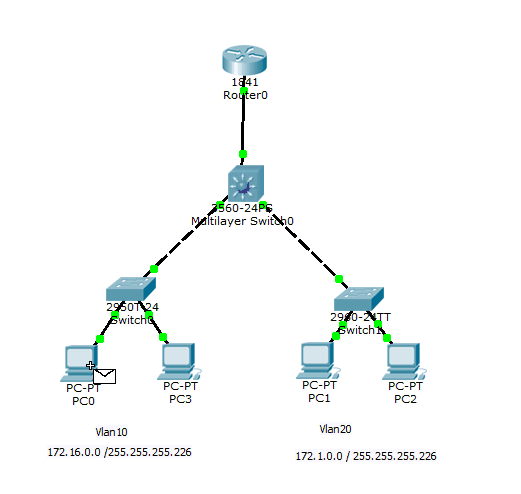 1841
Router0
3560-24PS
Multilayer Switch0
2950T-24
Switch0
2960-24TT
Switch1
PC-PT
PC0
PC-PT
PC3
PC-PT
PC1
PC-PT
PC2
Vlan10
Vlan20
172.16.0.0 /255.255.255.226
172.1.0.0 / 255.255.255.226